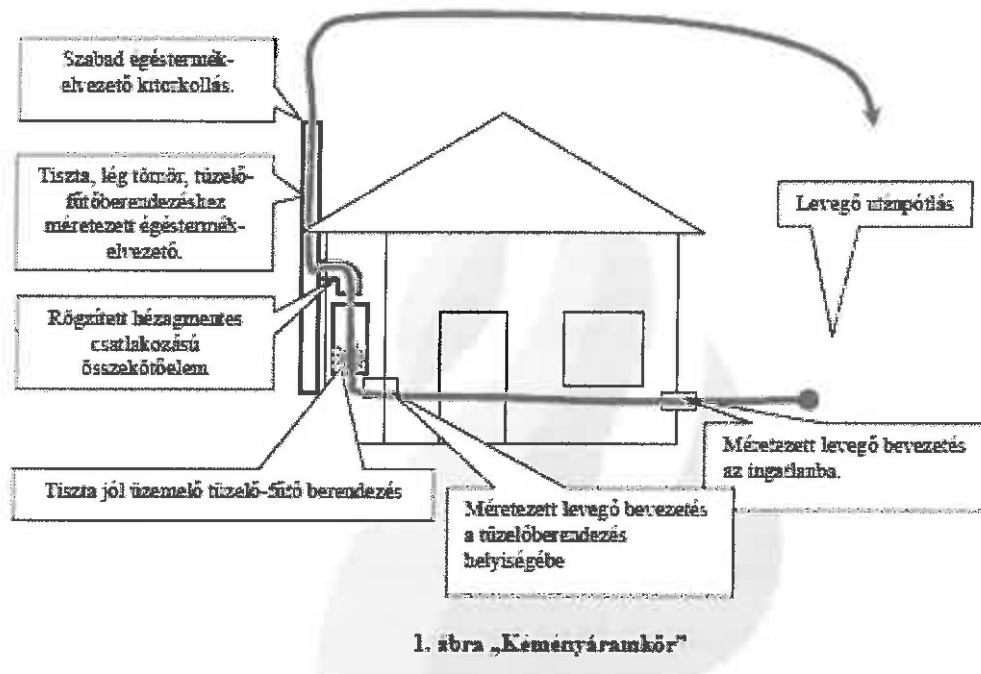 Szabad égéstermék-
elvezető kitorkollás.
Tiszta, lég tömör, tüzelő-
fűtőberendezéshez
méretezett égéstermék-
elvezető.
Levegő utánpótlás
Rögzített hézagmentes
csatlakozású
összekötőelem
Tiszta jól üzemelő tüzelő-fűtő berendezés
Méretezett levegő bevezetés
a tüzelőberendezés
helyiségébe
Méretezett levegő bevezetés
az ingatlanba.
1. ábra „Kéményáramkör”